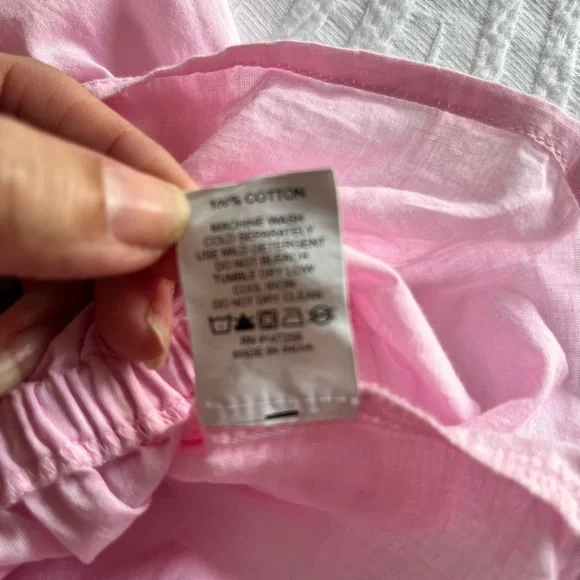 100% COTTON
MACHINE WASH
COLD SEPARATELY
USE MILD DETERGENT
DO NOT BLEACH
TUMBLE DRY LOW
COOL IRON
DO NOT DRY CLEAN
MADE IN INDIA